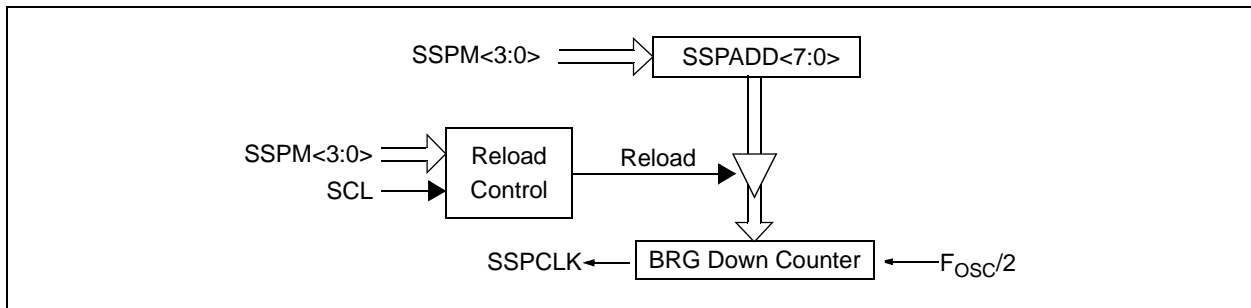 SSPM<3:0>
SSPADD<7:0>
SSPM<3:0>
SCL
Reload
Control
Reload
SSPCLK
BRG Down Counter
FOSC/2